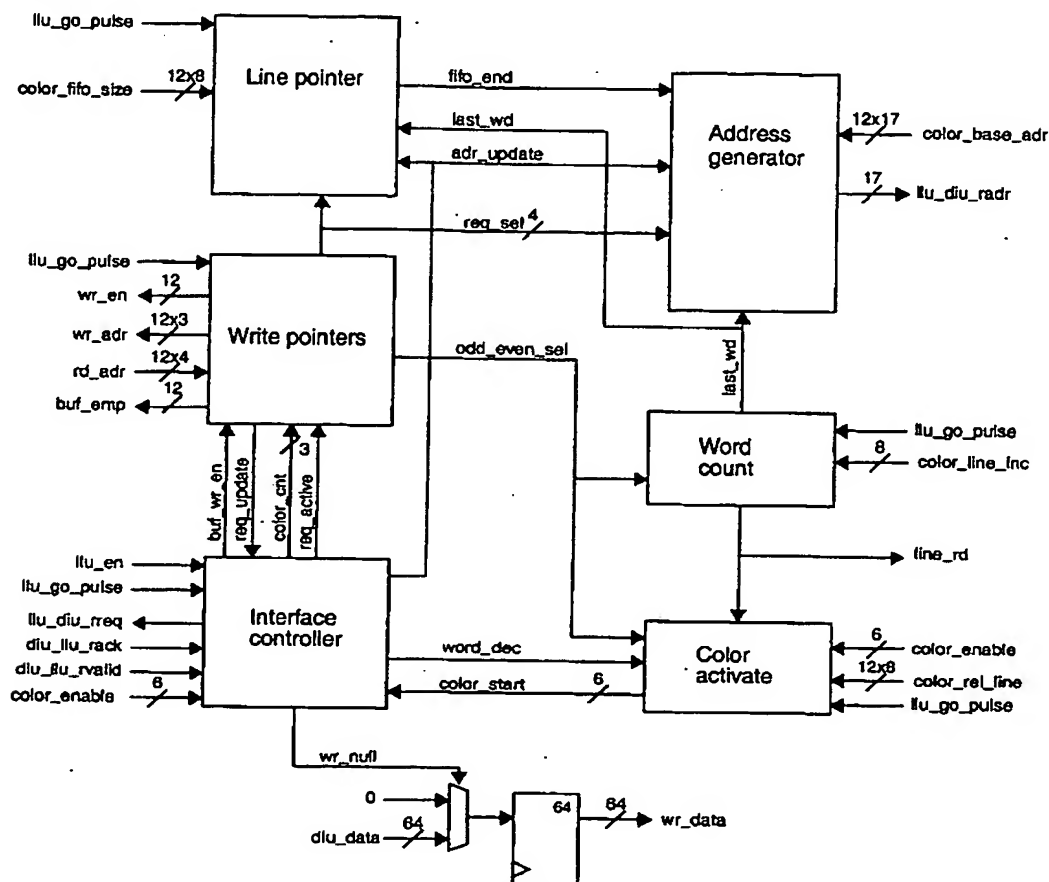 llu_go_pulse
12x8
color_fifo_size
Line pointer
fifo_end
last_wd
adr_update
Address
generator
12x17
color_base_adr
17
llu_diu_radr
req_sel
4
llu_go_pulse
12
wr_en
12x3
wr_adr
12x4
rd_adr
12
buf_emp
Write pointers
odd_even_sel
last_wd
Word
count
llu_go_pulse
8
color_line_inc
buf_wr_en
req_update
color_cnt
3
req_active
line_rd
llu_en
llu_go_pulse
llu_diu_rreq
diu_llu_rack
diu_llu_rvalid
color_enable
6
Interface
controller
word_dec
color_start
6
Color
activate
6
color_enable
12x8
color_rel_line
llu_go_pulse
wr_null
0
64
diu_data
64
64
wr_data